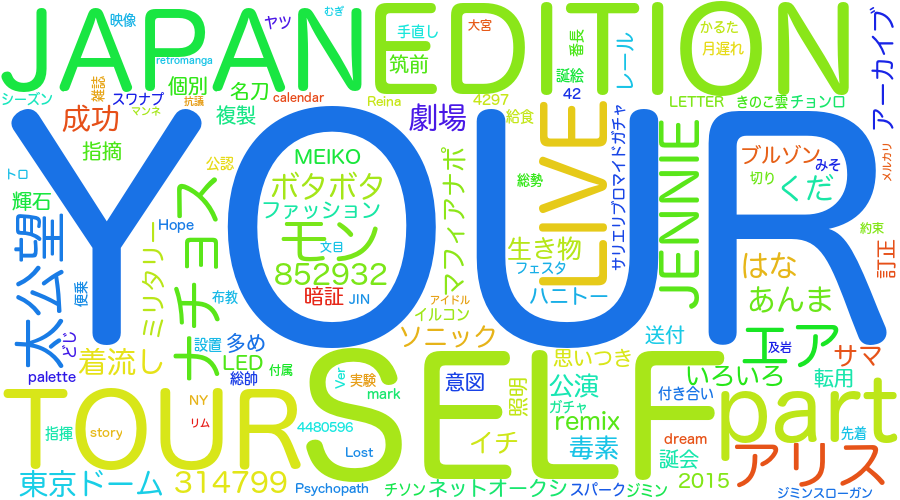 JAPAN EDITION
映像
ヤツ
むぎ
retromanga
手直し
大宮
番長
レール
かるた
月遅れ
アーカイブ
シーズン
雑誌
スワナプ
マンネ
抗議
個別
名刀
calendar
複製
筑前
Reina
4297
誕絵
42
給食
LETTER
きのこ雲
チョンロ
成功
指摘
劇場
YOUR
LIVE
JENNIE
サリエリブロマイドガチャ
ブルゾン
みそ
メルカリ
切り
くだ
約束
トロ
輝石
太公望
Hope
ミリタリー
便乗
どじ
公認
ナチョス
布教
MEIKO
ボタボタ
ファッション
モン
文目
852932
暗証
JIN
アイドル
イルコン
マフィアナポ
総勢
生き物
フェスタ
ハニトー
はな
あんま
訂正
着流し
設置
多め
LED
総帥
付属
ソニック
送付
エア
及岩
サマ
palette
TOUR
SELF
part
NY
リム
ver
実験
mark
意図
照明
思いつき
公演
ガチャ
remix
いろいろ
付き合い
転用
指揮
story
4480596
Lost
イチ
毒素
dream
誕会
アリス
先着
東京ドーム
314799
Psychopath
チソン
ネットオークシ
スパーク
ジミン
2015
ジミンスローガン